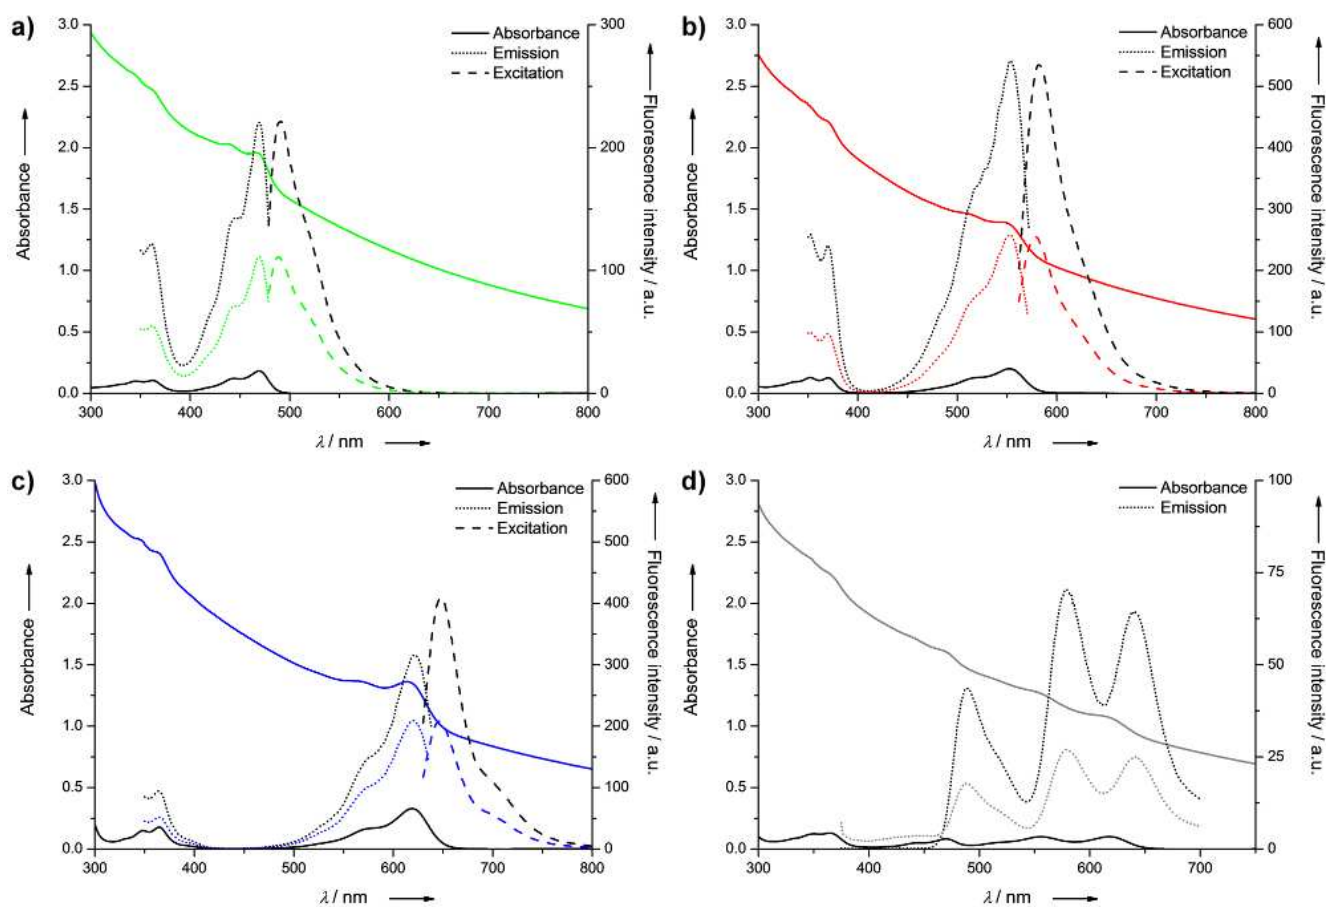 a)
Absorbance
Emission
Excitation
3.0
2.5
2.0
1.5
1.0
0.5
0.0
300
200
100
0
300 400 500 600 700 800
Absorbance
Fluorescence intensity / a.u.
λ / nm
b)
Absorbance
Emission
Excitation
3.0
2.5
2.0
1.5
1.0
0.5
0.0
600
500
400
300
200
100
0
300 400 500 600 700 800
Absorbance
Fluorescence intensity / a.u.
λ / nm
c)
Absorbance
Emission
Excitation
3.0
2.5
2.0
1.5
1.0
0.5
0.0
600
500
400
300
200
100
0
300 400 500 600 700 800
Absorbance
Fluorescence intensity / a.u.
λ / nm
d)
Absorbance
Emission
3.0
2.5
2.0
1.5
1.0
0.5
0.0
100
75
50
25
0
300 400 500 600 700
Absorbance
Fluorescence intensity / a.u.
λ / nm